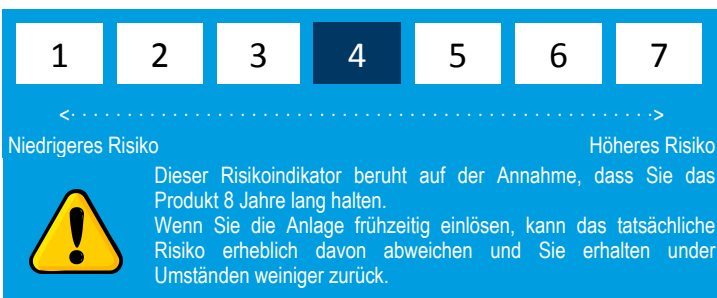 1 2 3 4 5 6 7
<· · · · · · · · · · · · · · · · · · · · · · · · · · · · · · · · · · · · · · · · · · · · · · · · · · · ·>
Niedrigeres Risiko Höheres Risiko
Dieser Risikoindikator beruht auf der Annahme, dass Sie das
Produkt 8 Jahre lang halten.
Wenn Sie die Anlage frühzeitig einlösen, kann das tatsächliche
Risiko erheblich davon abweichen und Sie erhalten under
Umständen weiniger zurück.
!